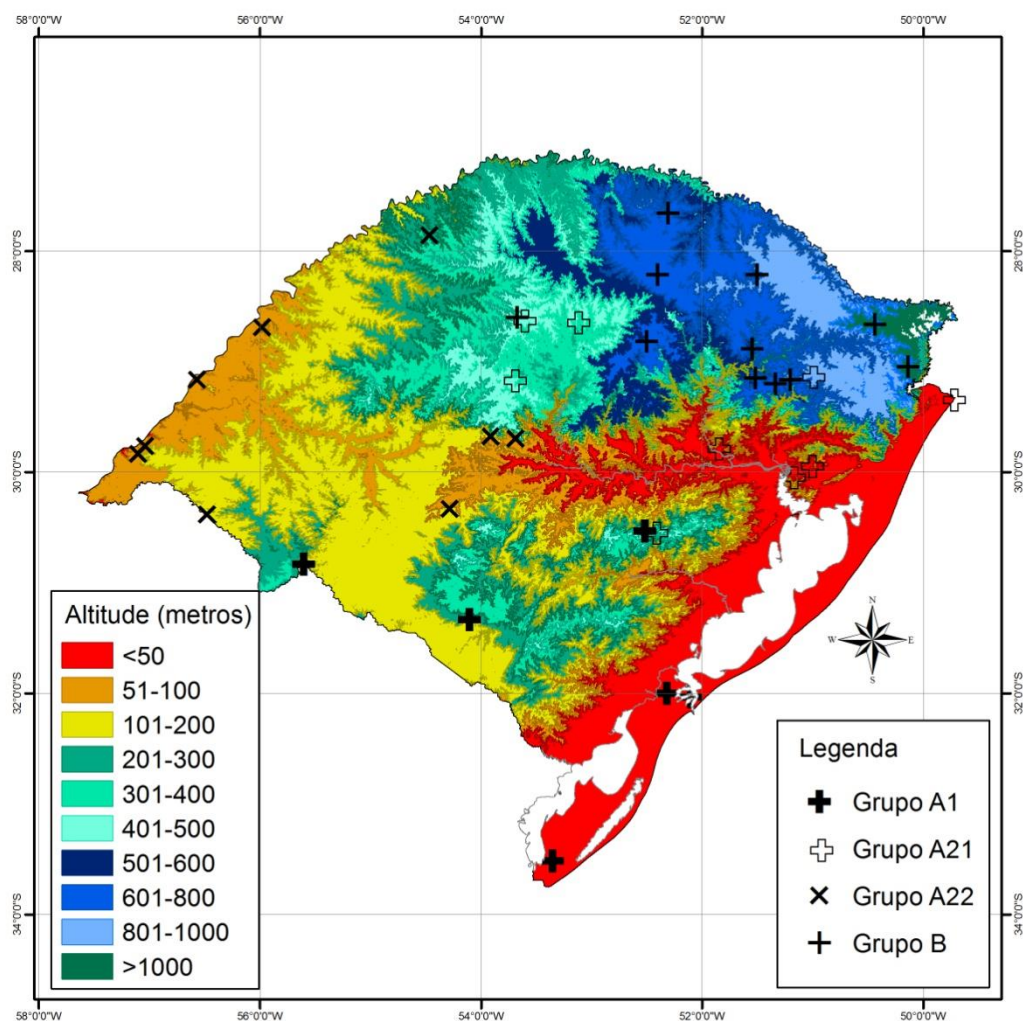 58°0'0"W 56°0'0"W 54°0'0"W 52°0'0"W 50°0'0"W
28°0'0"S 28°0'0"S
30°0'0"S 30°0'0"S
32°0'0"S 32°0'0"S
34°0'0"S 34°0'0"S
Altitude (metros)
<50
51-100
101-200
201-300
301-400
401-500
501-600
601-800
801-1000
>1000
N
W E
S
Legenda
Grupo A1
Grupo A21
Grupo A22
Grupo B
58°0'0"W 56°0'0"W 54°0'0"W 52°0'0"W 50°0'0"W